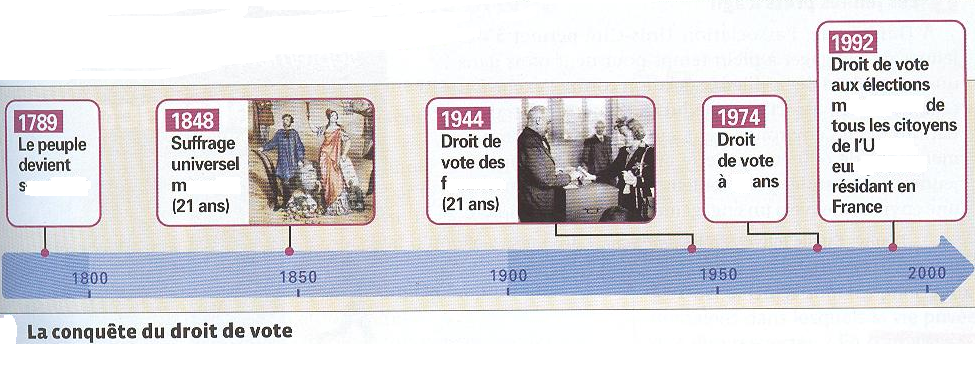 1789
Le peuple
devient
s
1848
Suffrage
universel
m
(21 ans)
1944
Droit de
vote des
f
(21 ans)
1974
Droit
de vote
à ans
1992
Droit de vote
aux élections
m de
tous les citoyens
de l'U
eu
résidant en
France
1800 1850 1900 1950 2000
La conquête du droit de vote